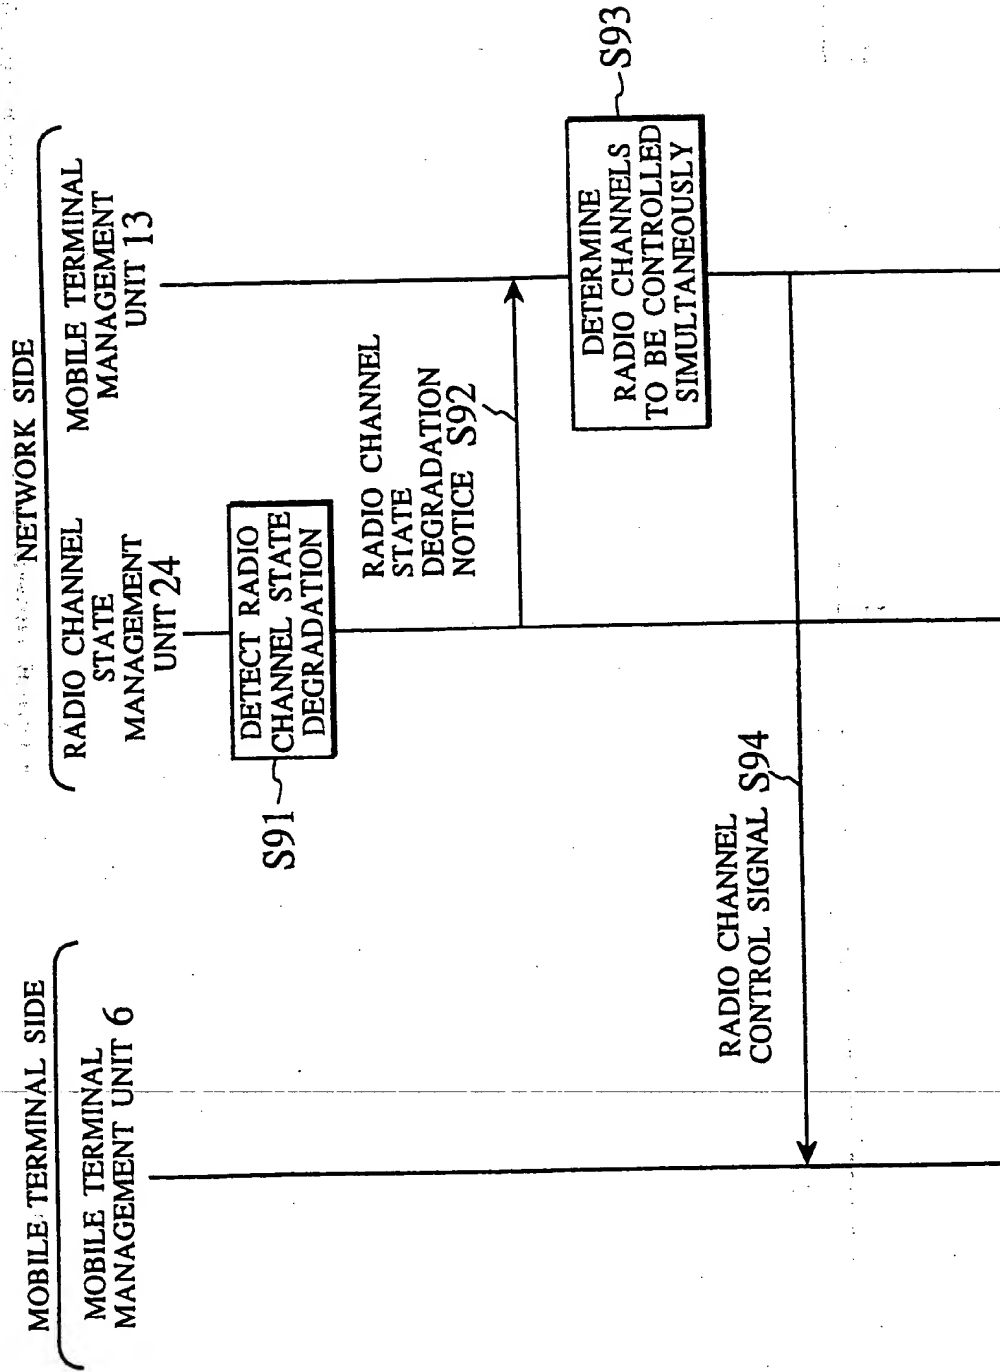 MOBILE TERMINAL SIDE
MOBILE TERMINAL
MANAGEMENT UNIT 6
NETWORK SIDE
RADIO CHANNEL
STATE
MANAGEMENT
UNIT 24
MOBILE TERMINAL
MANAGEMENT
UNIT 13
S91
DETECT RADIO
CHANNEL STATE
DEGRADATION
RADIO CHANNEL
STATE
DEGRADATION
NOTICE S92
DETERMINE
RADIO CHANNELS
TO BE CONTROLLED
SIMULTANEOUSLY
S93
RADIO CHANNEL
CONTROL SIGNAL S94